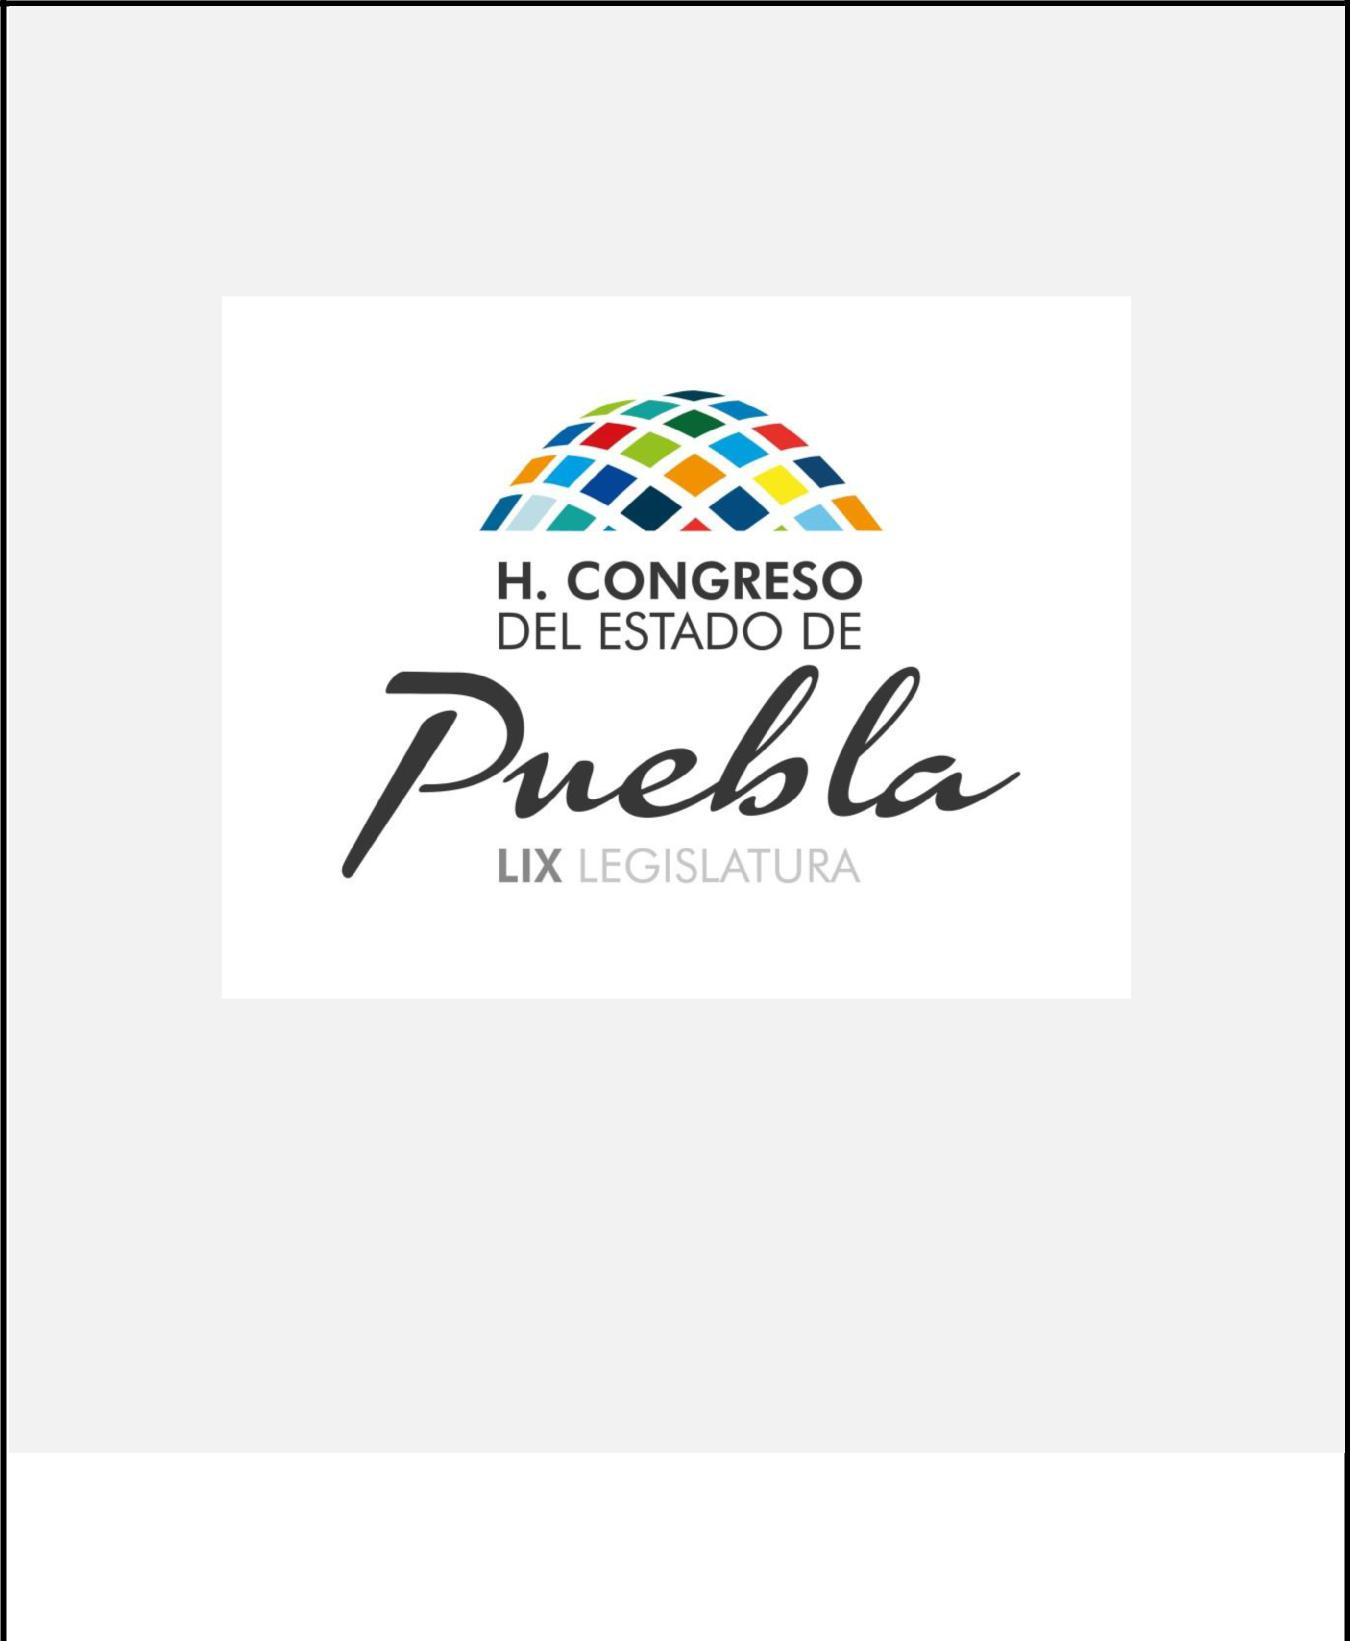 H. CONGRESO
DEL ESTADO DE
Puebla
LIX LEGISLATURA